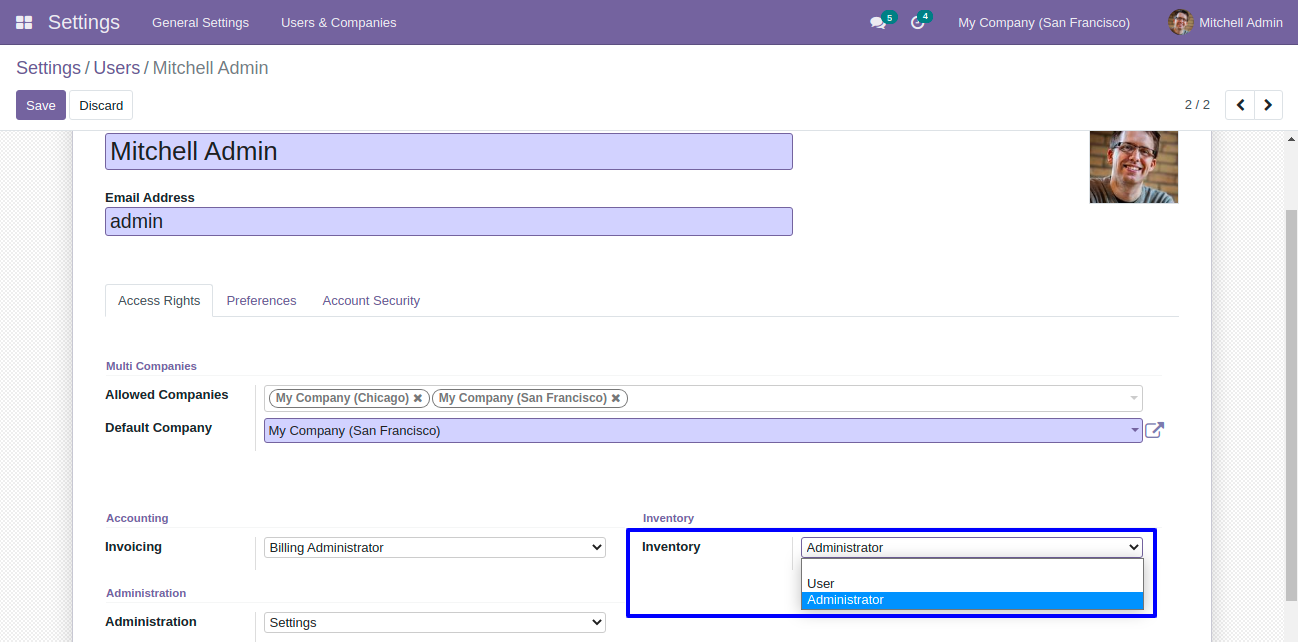 Settings General Settings Users & Companies 5 4 My Company (San Francisco) Mitchell Admin
Settings / Users / Mitchell Admin
Save Discard 2 / 2
Mitchell Admin
Email Address
admin
Access Rights Preferences Account Security
Multi Companies
Allowed Companies My Company (Chicago) My Company (San Francisco)
Default Company My Company (San Francisco)
Accounting Inventory
Invoicing Billing Administrator Inventory Administrator
User
Administration Administrator
Administration Settings